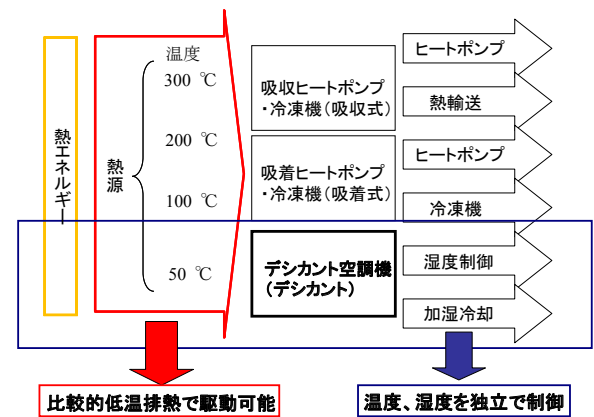 熱エネルギー
熱源
温度
300 ℃
200 ℃
100 ℃
50 ℃
吸収ヒートポンプ
・冷凍機(吸収式)
吸着ヒートポンプ
・冷凍機(吸着式)
デシカント空調機
(デシカント)
ヒートポンプ
熱輸送
ヒートポンプ
冷凍機
湿度制御
加湿冷却
比較的低温排熱で駆動可能
温度、湿度を独立で制御